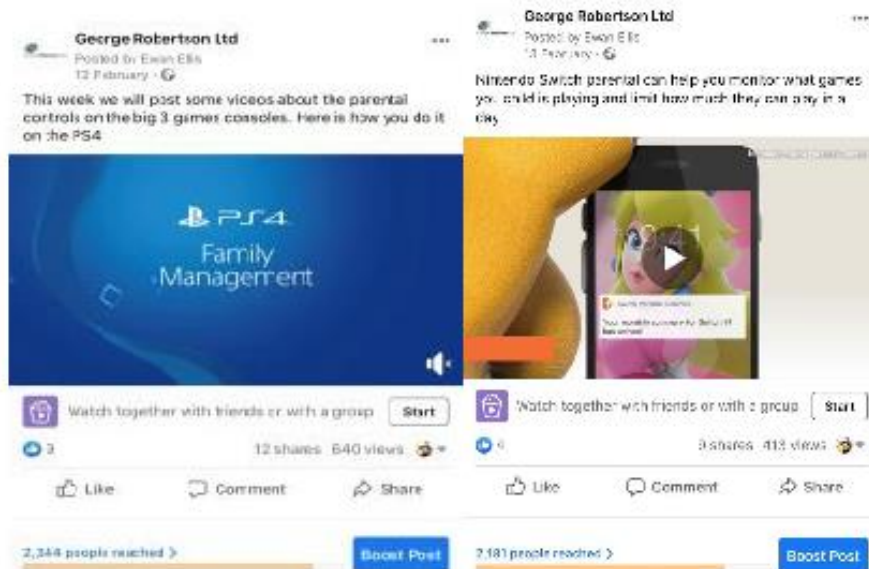 George Robertson Ltd
Posted by Ewan Ellis
12 February
This week we will post some videos about the parental
controls on the big 3 games consoles. Here is how you do it
on the PS4
PS4
Family
Management
Watch together with friends or with a group
Start
3
12 shares 640 views
Like Comment Share
2,344 people reached >
Boost Post
George Robertson Ltd
Posted by Ewan Ellis
13 February
Nintendo Switch parental can help you monitor what games
you child is playing and limit how much they can play in a
day
9:41
Watch together with friends or with a group
Start
9 shares 413 views
Like Comment Share
2,181 people reached >
Boost Post